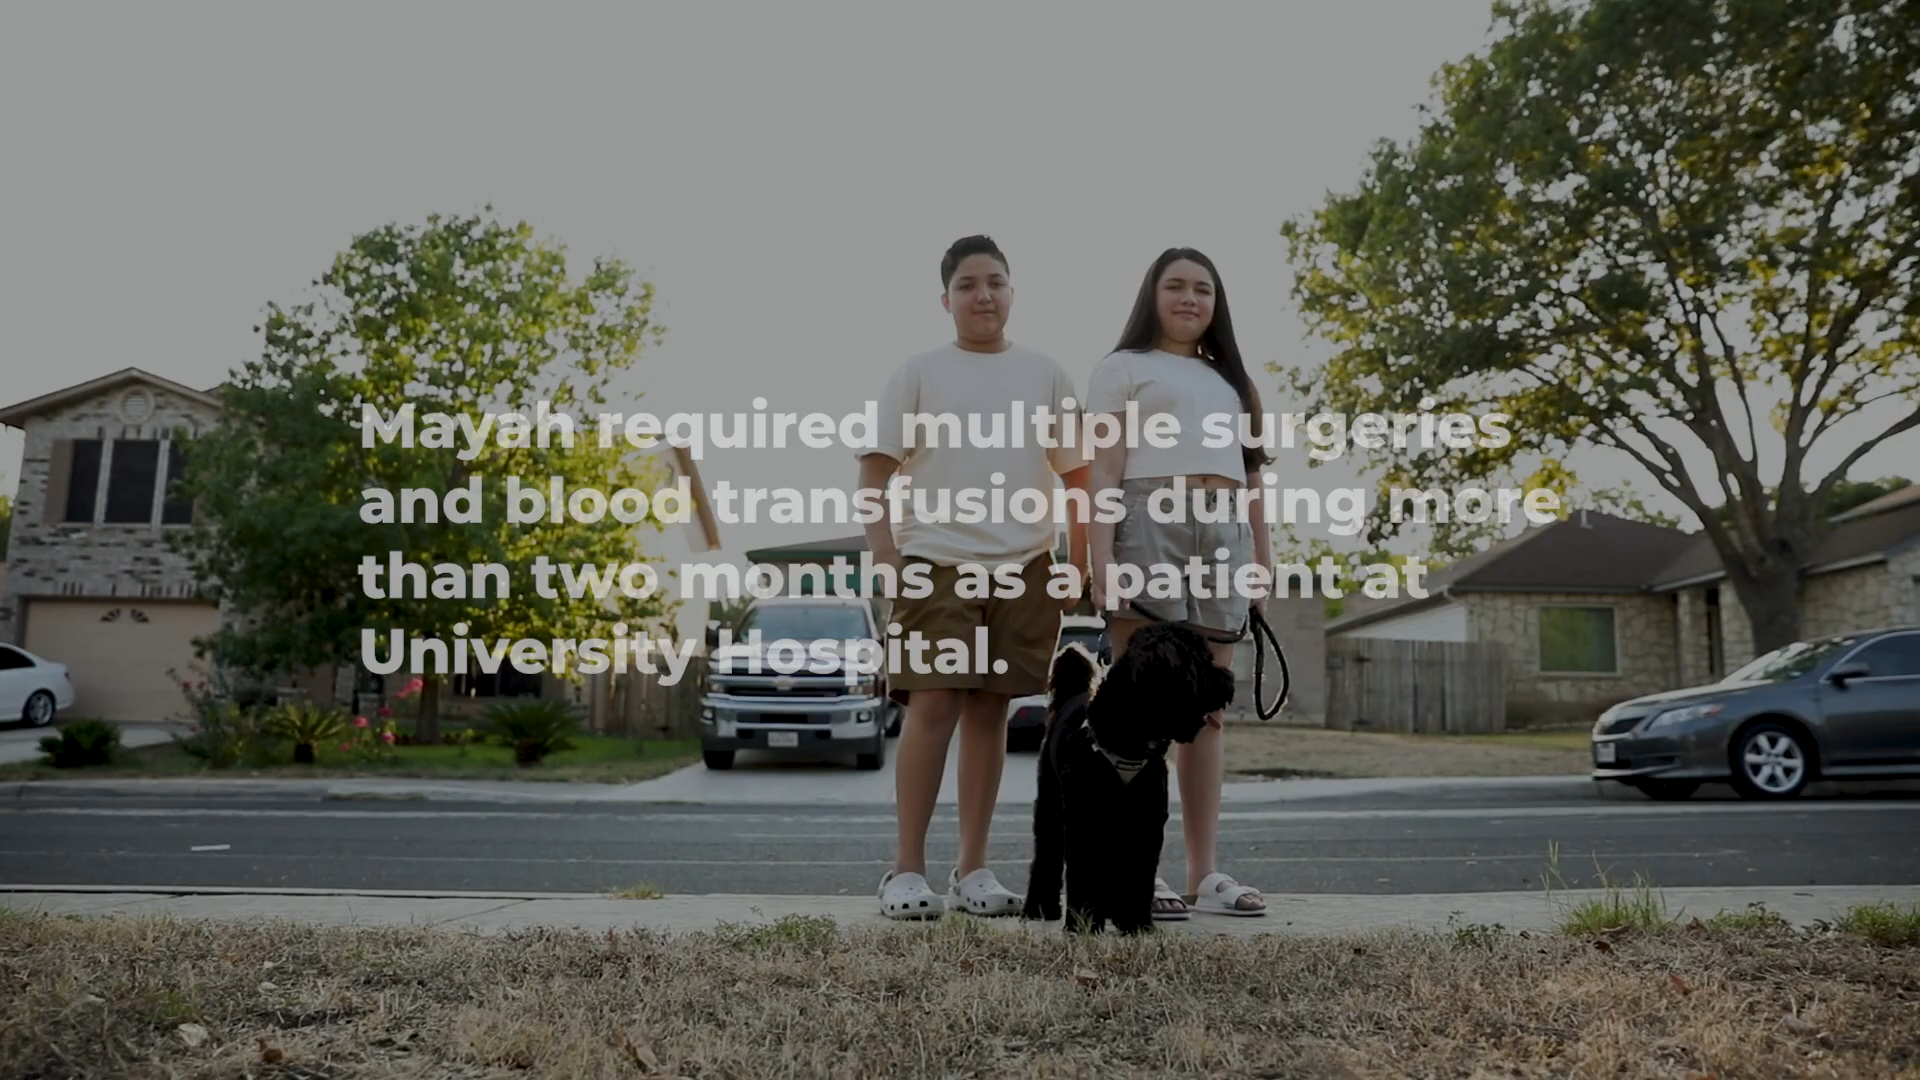 Mayah required multiple surgeries
and blood transfusions during more
than two months as a patient at
University Hospital.